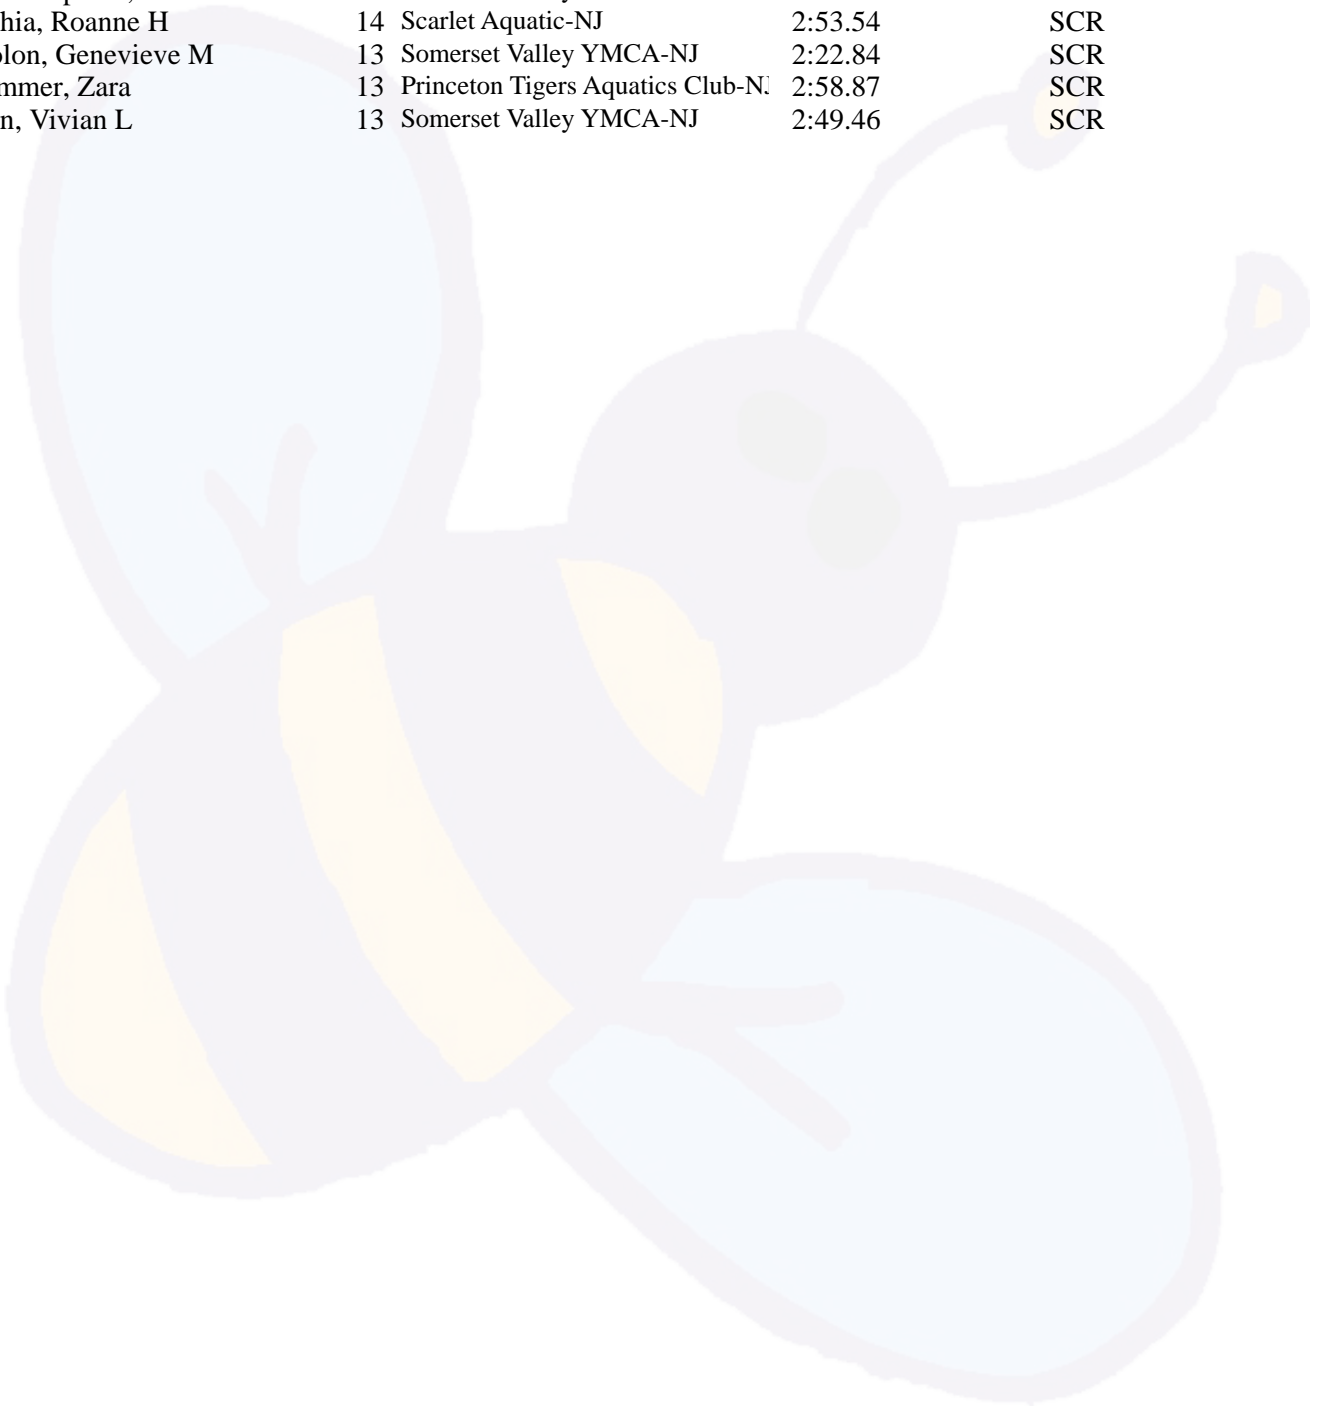 hia, Roanne H 14 Scarlet Aquatic-NJ 2:53.54 SCR
olon, Genevieve M 13 Somerset Valley YMCA-NJ 2:22.84 SCR
mmer, Zara 13 Princeton Tigers Aquatics Club-NJ 2:58.87 SCR
n, Vivian L 13 Somerset Valley YMCA-NJ 2:49.46 SCR